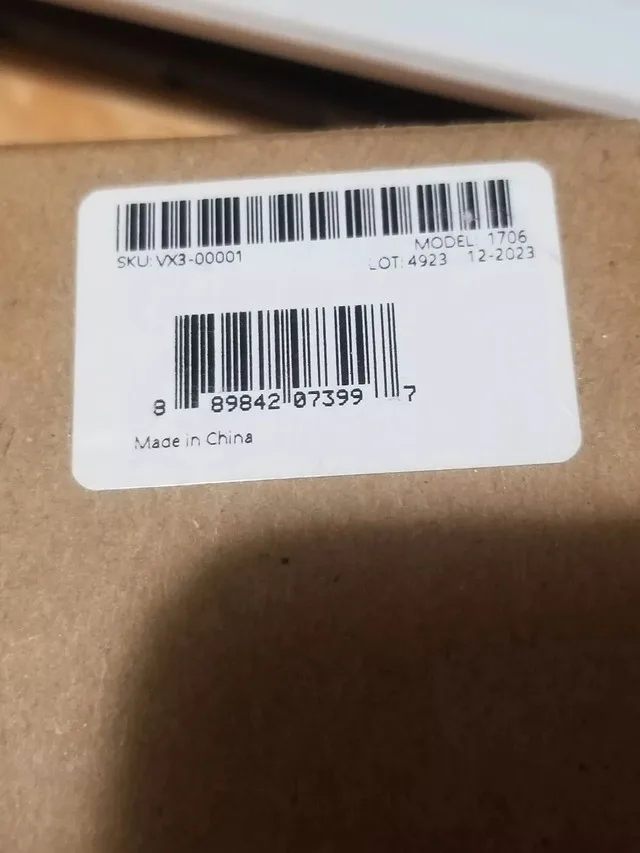 SKU: VX3-00001
MODEL: 1706
LOT: 4923 12-2023
8 89842 07399 7
Made in China